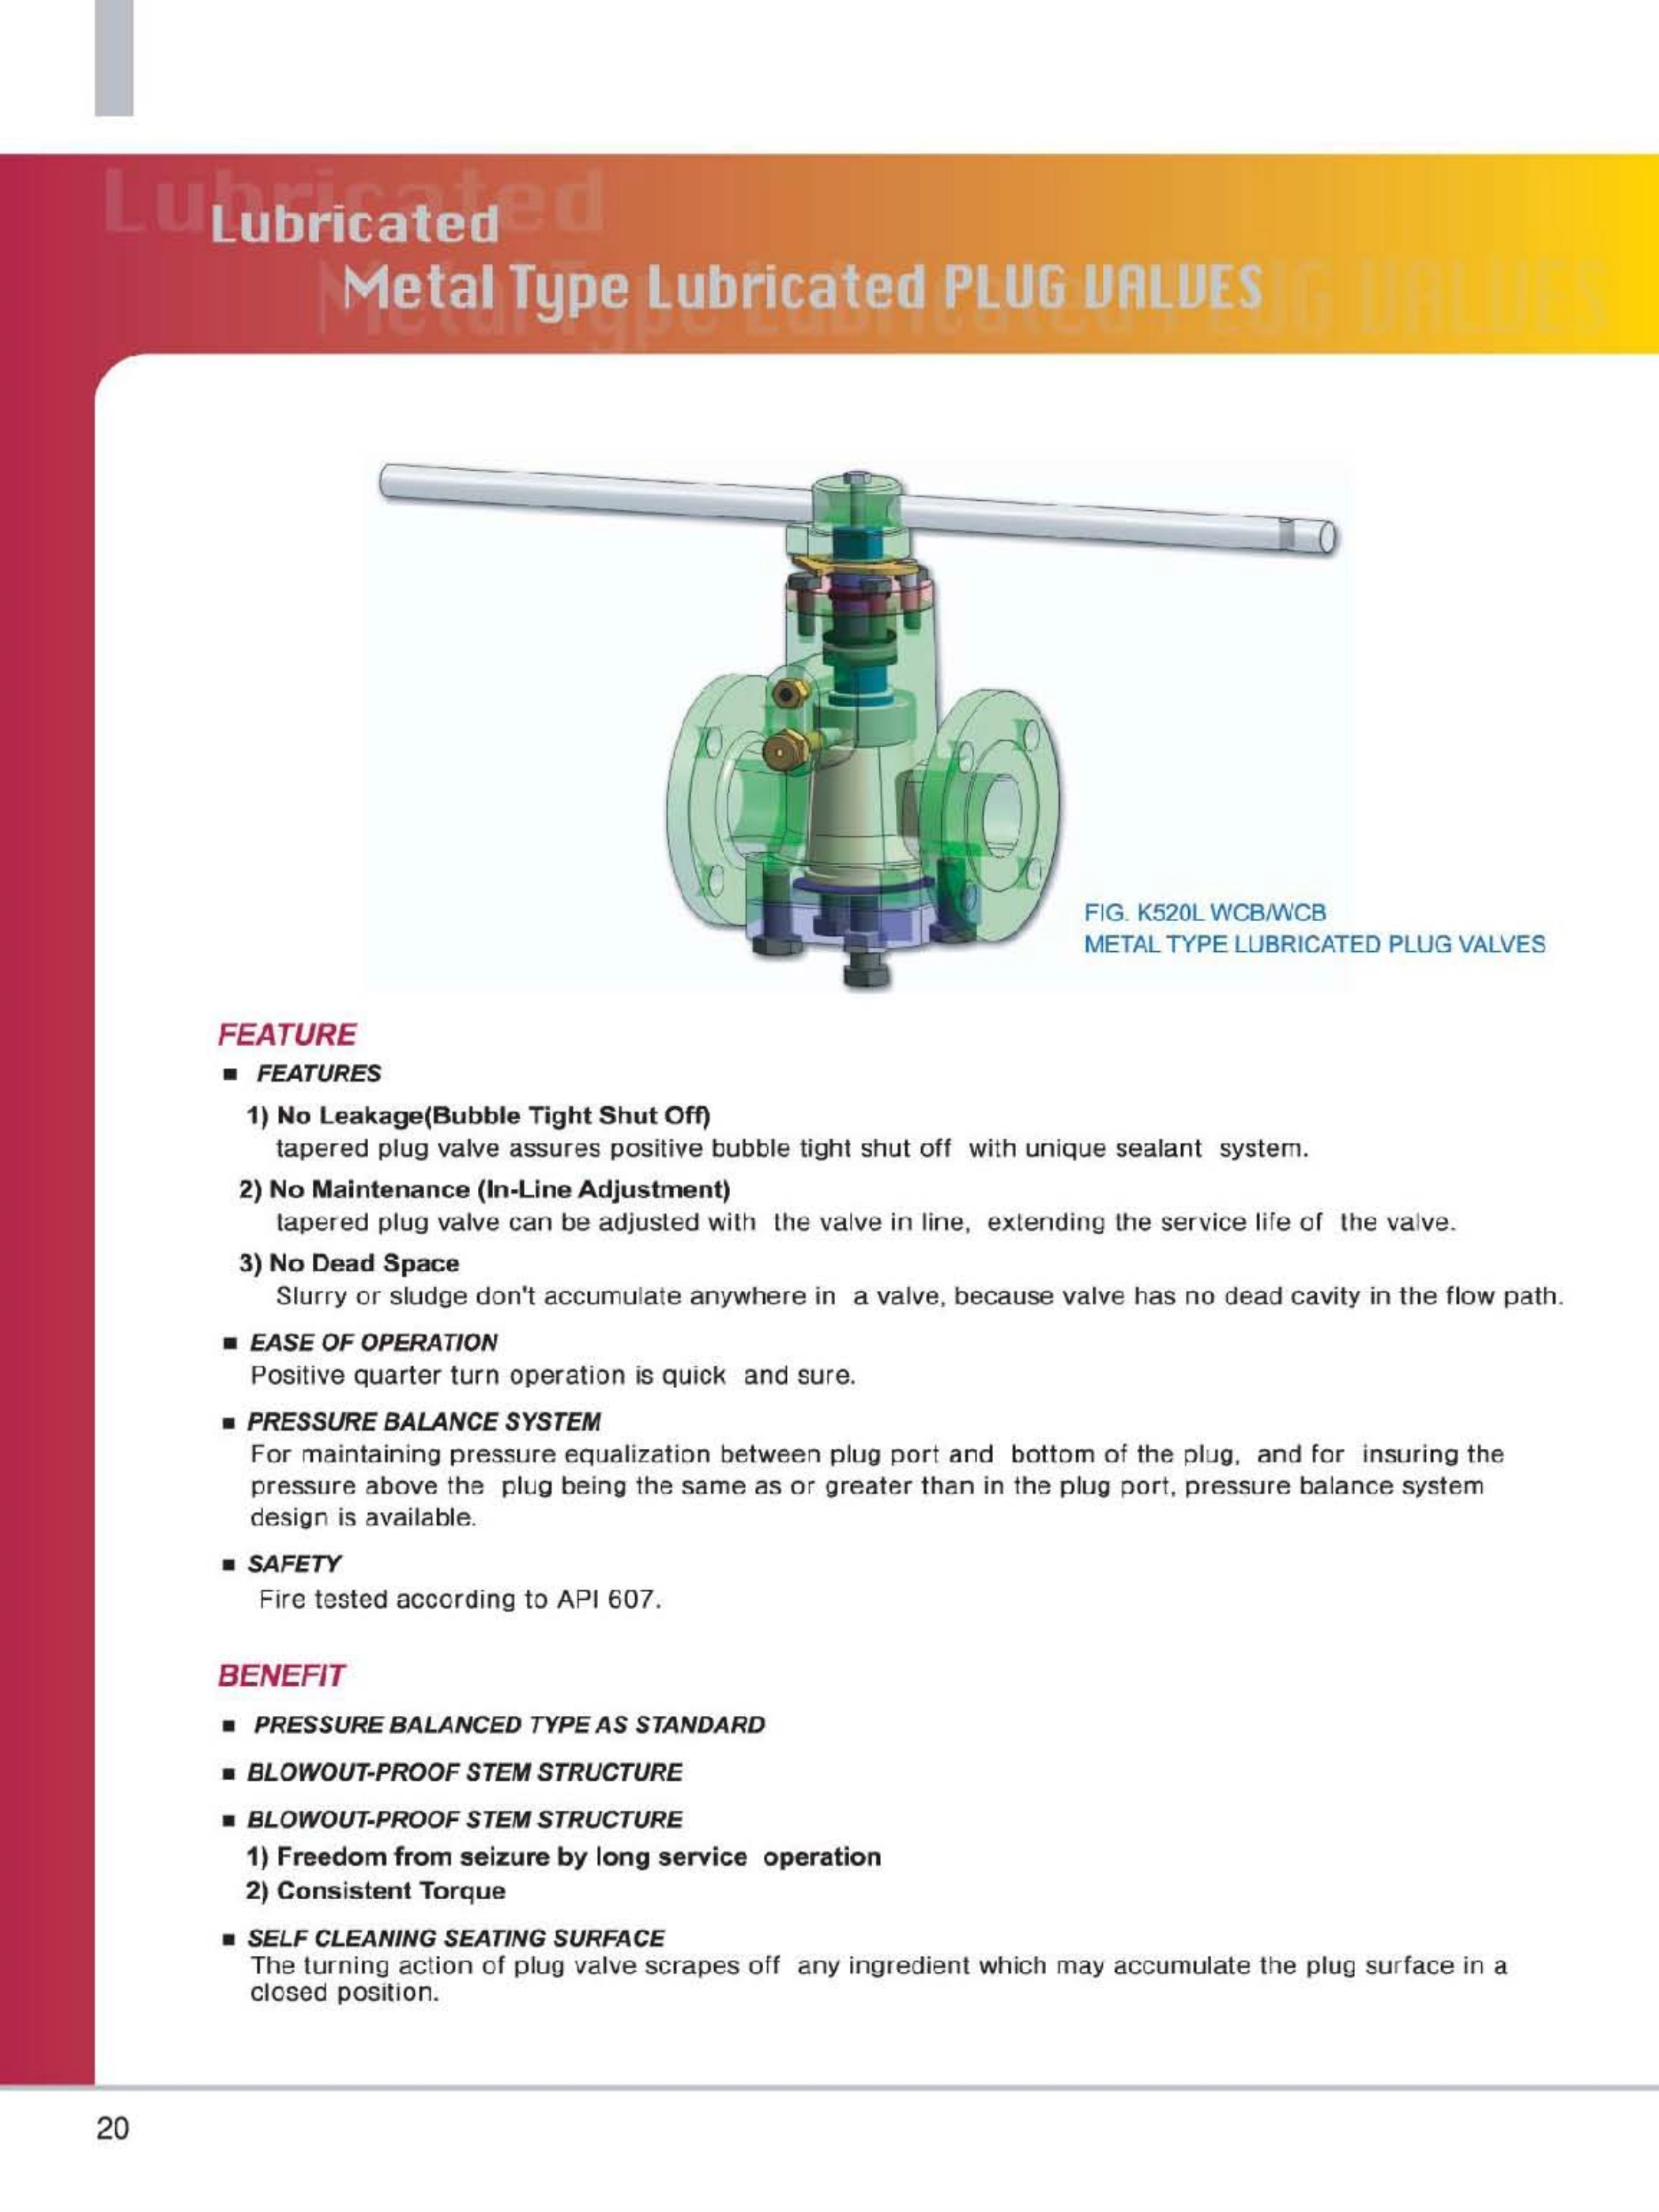 Lubricated
Metal Type Lubricated PLUG VALVES
FIG. K520L WCB/WCB
METAL TYPE LUBRICATED PLUG VALVES
FEATURE
■ FEATURES
1) No Leakage(Bubble Tight Shut Off)
tapered plug valve assures positive bubble tight shut off with unique sealant system.
2) No Maintenance (In-Line Adjustment)
tapered plug valve can be adjusted with the valve in line, extending the service life of the valve.
3) No Dead Space
Slurry or sludge don't accumulate anywhere in a valve, because valve has no dead cavity in the flow path.
■ EASE OF OPERATION
Positive quarter turn operation is quick and sure.
■ PRESSURE BALANCE SYSTEM
For maintaining pressure equalization between plug port and bottom of the plug, and for insuring the
pressure above the plug being the same as or greater than in the plug port, pressure balance system
design is available.
■ SAFETY
Fire tested according to API 607.
BENEFIT
■ PRESSURE BALANCED TYPE AS STANDARD
■ BLOWOUT-PROOF STEM STRUCTURE
■ BLOWOUT-PROOF STEM STRUCTURE
1) Freedom from seizure by long service operation
2) Consistent Torque
■ SELF CLEANING SEATING SURFACE
The turning action of plug valve scrapes off any ingredient which may accumulate the plug surface in a
closed position.
20